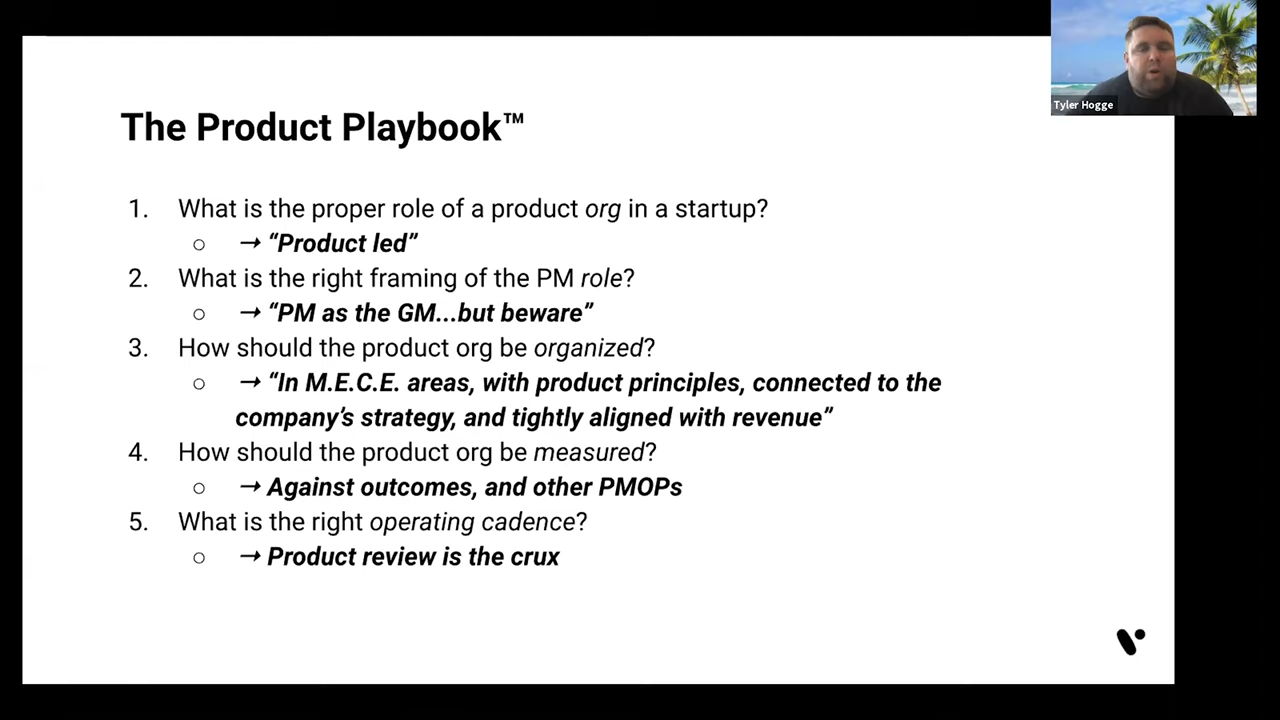 Tyler Hogge
The Product Playbook™
1. What is the proper role of a product org in a startup?
○ → “Product led”
2. What is the right framing of the PM role?
○ → “PM as the GM...but beware”
3. How should the product org be organized?
○ → “In M.E.C.E. areas, with product principles, connected to the
company’s strategy, and tightly aligned with revenue”
4. How should the product org be measured?
○ → Against outcomes, and other PMOPs
5. What is the right operating cadence?
○ → Product review is the crux